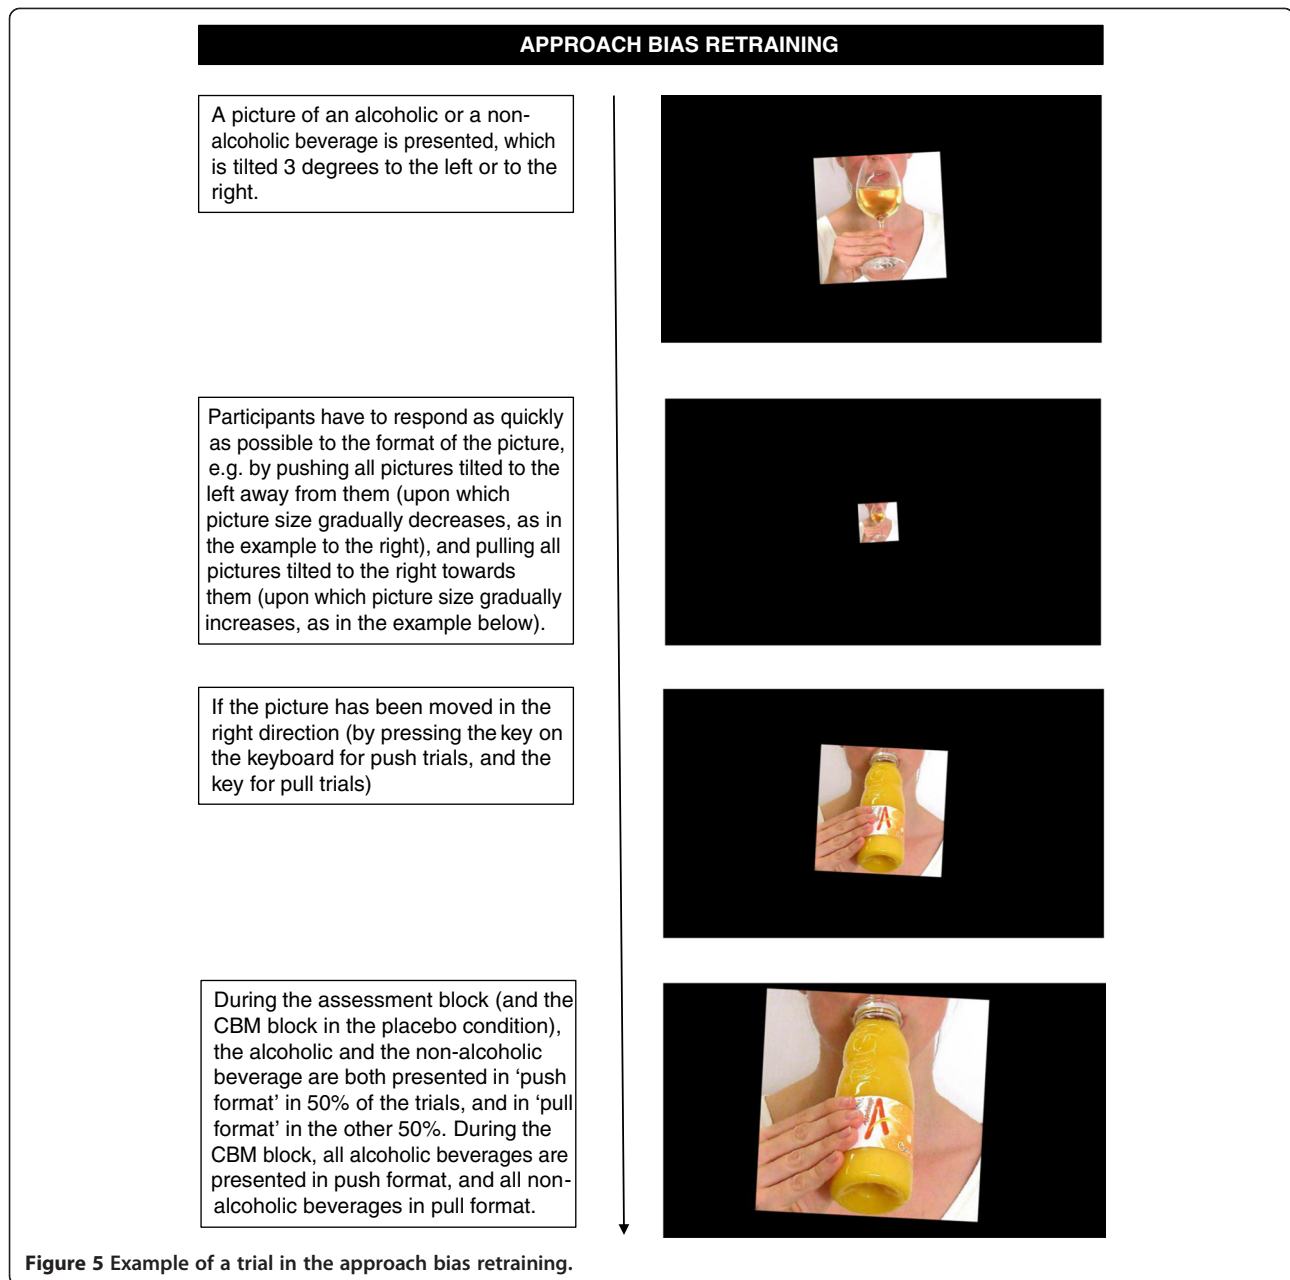 APPROACH BIAS RETRAINING
A picture of an alcoholic or a non-
alcoholic beverage is presented, which
is tilted 3 degrees to the left or to the
right.
Participants have to respond as quickly
as possible to the format of the picture,
e.g. by pushing all pictures tilted to the
left away from them (upon which
picture size gradually decreases, as in
the example to the right), and pulling all
pictures tilted to the right towards
them (upon which picture size gradually
increases, as in the example below).
If the picture has been moved in the
right direction (by pressing the key on
the keyboard for push trials, and the
key for pull trials)
During the assessment block (and the
CBM block in the placebo condition),
the alcoholic and the non-alcoholic
beverage are both presented in ‘push
format’ in 50% of the trials, and in ‘pull
format’ in the other 50%. During the
CBM block, all alcoholic beverages are
presented in push format, and all non-
alcoholic beverages in pull format.
Figure 5 Example of a trial in the approach bias retraining.